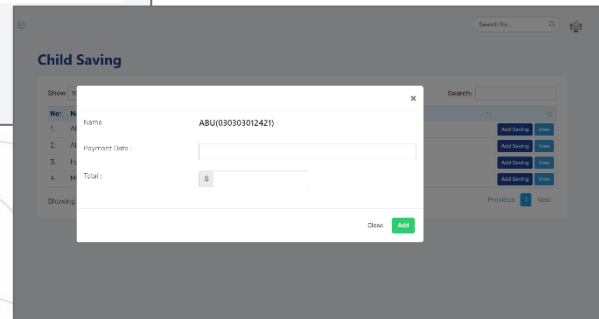 Search for...
Child Saving
Show
Search:
×
No:
Name
ABU(030303012421)
1.
Add Saving View
Payment Date :
2.
Add Saving View
3.
Add Saving View
Total :
$
4.
Add Saving View
Showing
Previous 1 Next
Close Add